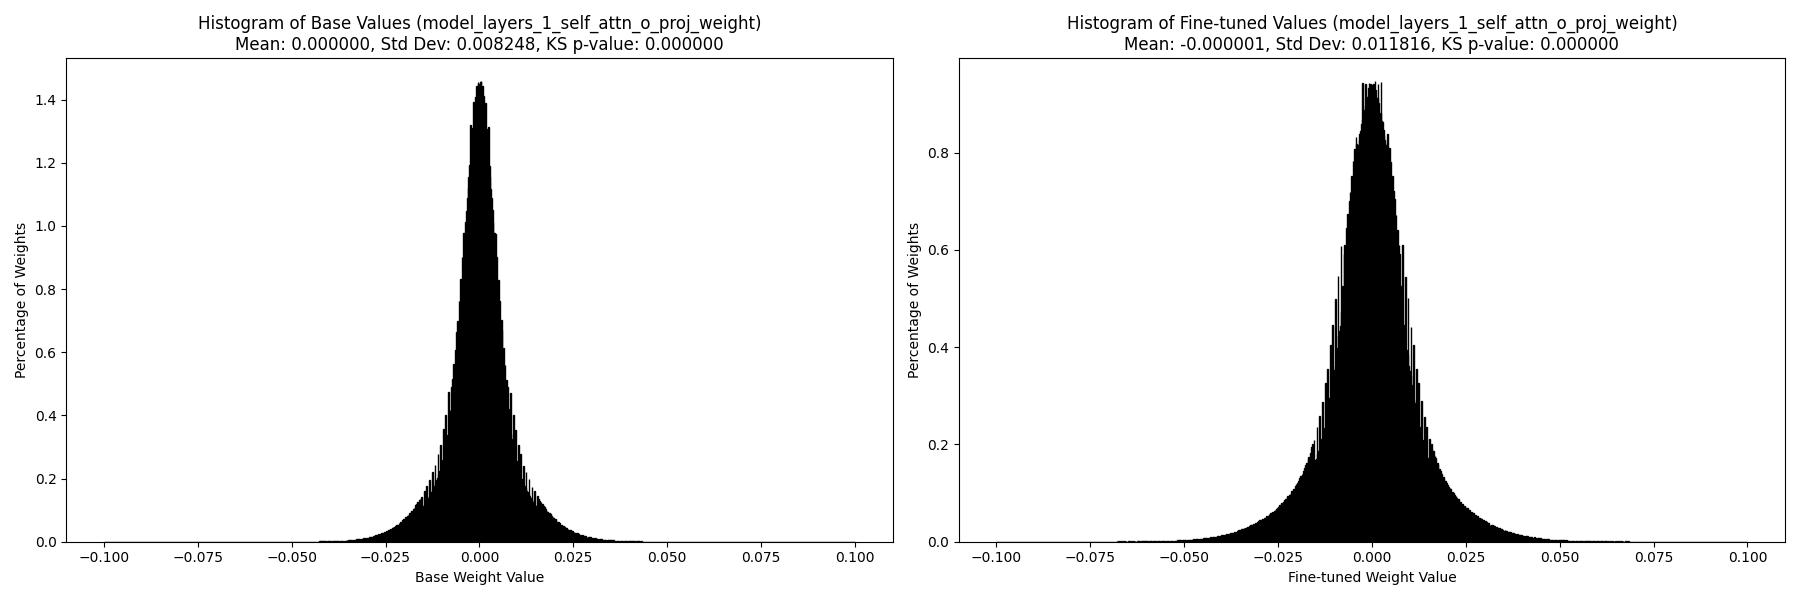 Histogram of Base Values (model_layers_1_self_attn_o_proj_weight)
Mean: 0.000000, Std Dev: 0.008248, KS p-value: 0.000000
Percentage of Weights
1.4
1.2
1.0
0.8
0.6
0.4
0.2
0.0
−0.100 −0.075 −0.050 −0.025 0.000 0.025 0.050 0.075 0.100
Base Weight Value
Histogram of Fine-tuned Values (model_layers_1_self_attn_o_proj_weight)
Mean: -0.000001, Std Dev: 0.011816, KS p-value: 0.000000
Percentage of Weights
0.8
0.6
0.4
0.2
0.0
−0.100 −0.075 −0.050 −0.025 0.000 0.025 0.050 0.075 0.100
Fine-tuned Weight Value